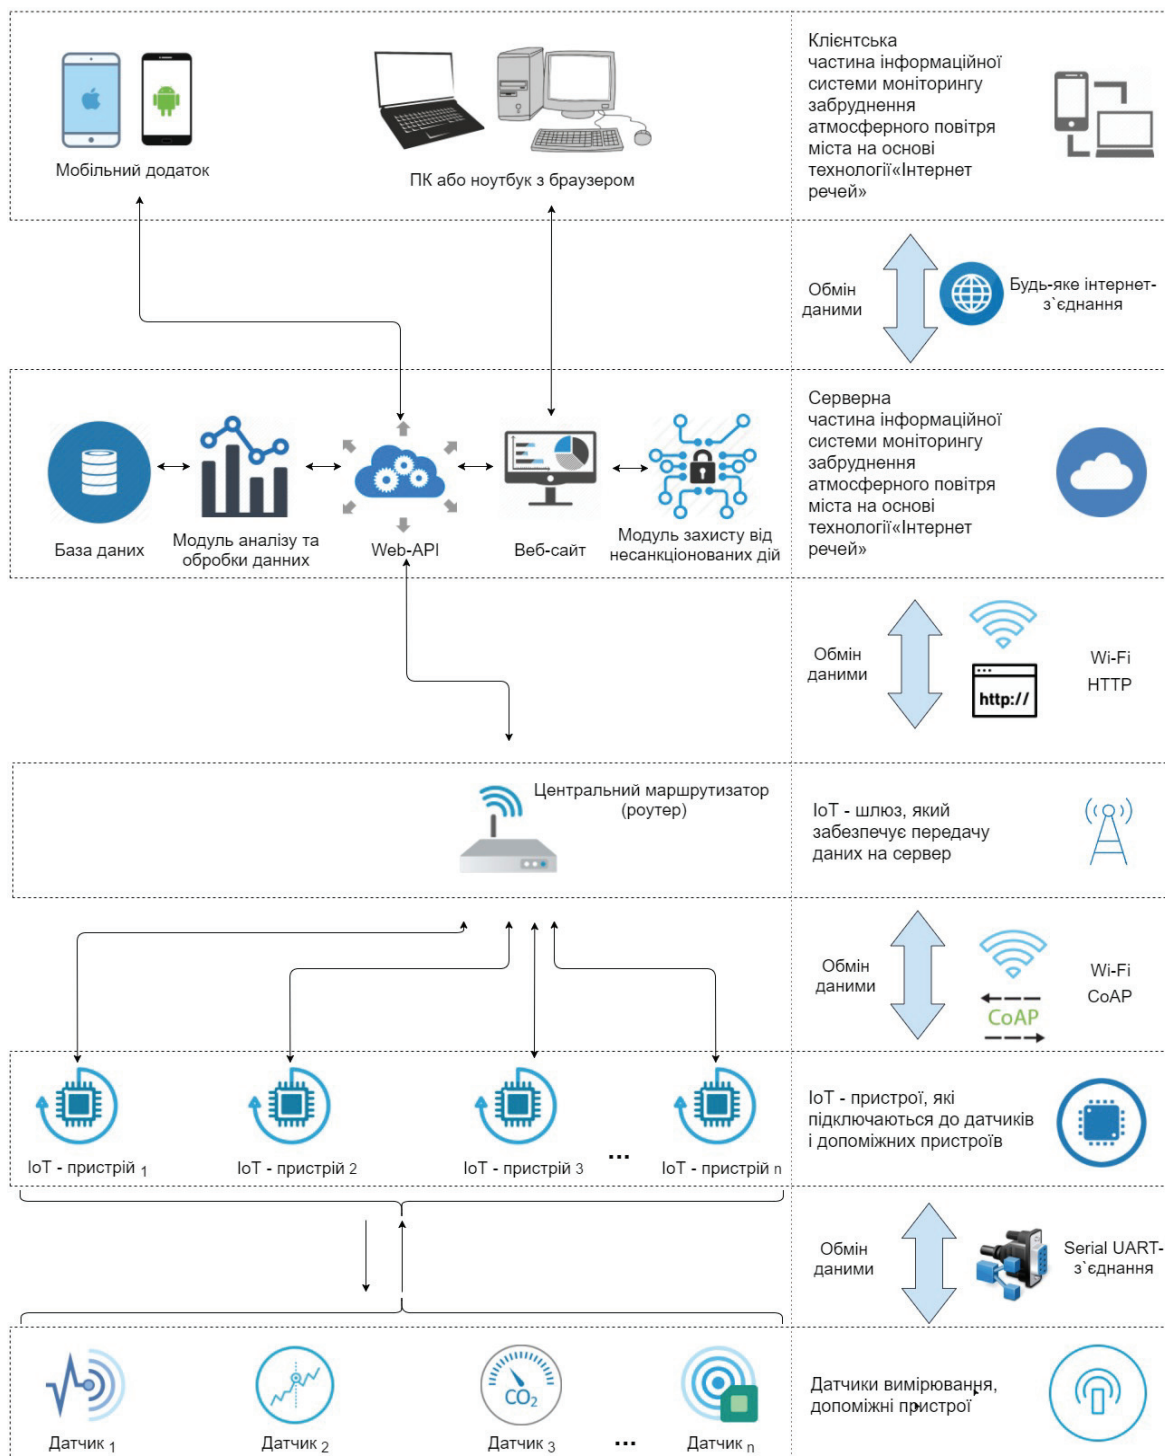 Мобільний додаток
ПК або ноутбук з браузером
Клієнтська
частина інформаційної
системи моніторингу
забруднення
атмосферного повітря
міста на основі
технології«Інтернет
речей»
Обмін
даними
Будь-яке інтернет-
з`єднання
База даних
Модуль аналізу та
обробки данних
Web-API
Веб-сайт
Модуль захисту від
несанкціонованих дій
Серверна
частина інформаційної
системи моніторингу
забруднення
атмосферного повітря
міста на основі
технології«Інтернет
речей»
Обмін
даними
http://
Wi-Fi
HTTP
Центральний маршрутизатор
(роутер)
IoT - шлюз, який
забезпечує передачу
даних на сервер
Обмін
даними
CoAP
Wi-Fi
CoAP
IoT - пристрій 1
IoT - пристрій 2
IoT - пристрій 3
...
IoT - пристрій n
IoT - пристрої, які
підключаються до датчиків
і допоміжних пристроїв
Обмін
даними
Serial UART-
з`єднання
CO2
Датчик 1
Датчик 2
Датчик 3
...
Датчик n
Датчики вимірювання,
допоміжні пристрої